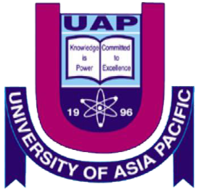 UAP
Knowledge is Power
Committed to Excellence
19 96
UNIVERSITY OF ASIA PACIFIC